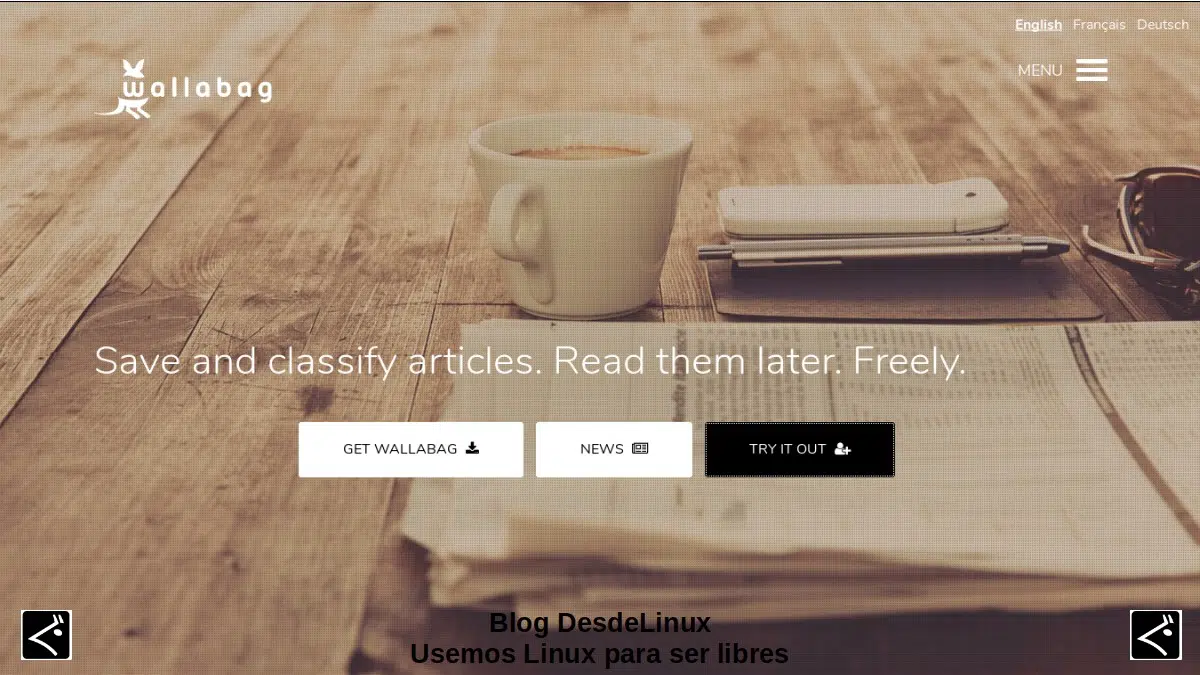 English Français Deutsch
MENU
wallabag
Save and classify articles. Read them later. Freely.
GET WALLABAG
NEWS
TRY IT OUT
Blog DesdeLinux
Usemos Linux para ser libres